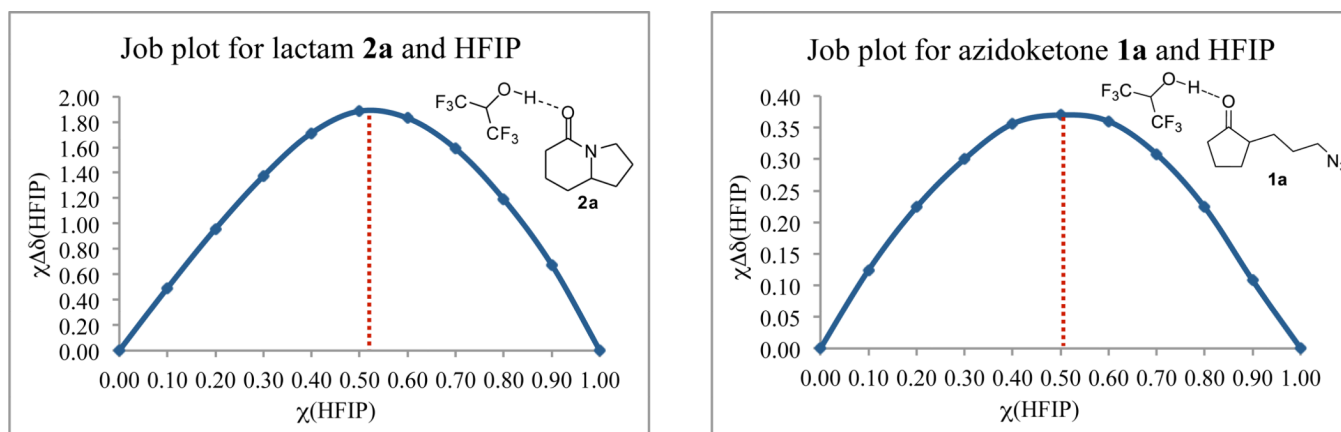 Job plot for lactam 2a and HFIP
2.00
1.80
1.60
1.40
1.20
1.00
0.80
0.60
0.40
0.20
0.00
χΔδ(HFIP)
0.00 0.10 0.20 0.30 0.40 0.50 0.60 0.70 0.80 0.90 1.00
χ(HFIP)
F3C
O
H
CF3
O
N
2a
Job plot for azidoketone 1a and HFIP
0.40
0.35
0.30
0.25
0.20
0.15
0.10
0.05
0.00
χΔδ(HFIP)
0.00 0.10 0.20 0.30 0.40 0.50 0.60 0.70 0.80 0.90 1.00
χ(HFIP)
F3C
O
H
CF3
O
1a